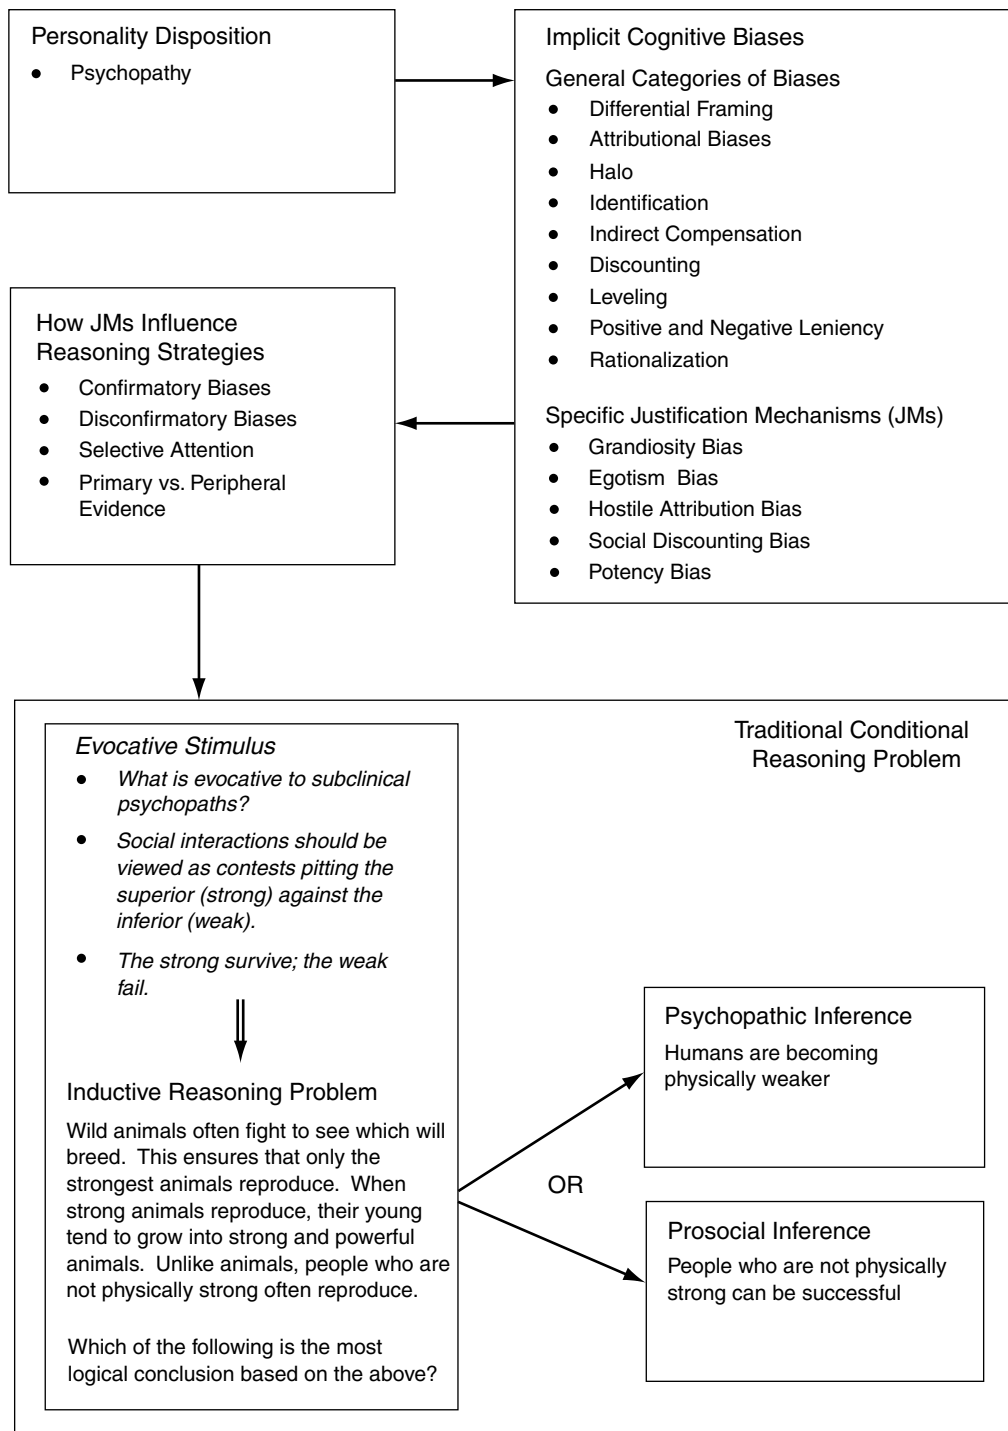 Personality Disposition
• Psychopathy
Implicit Cognitive Biases
General Categories of Biases
• Differential Framing
• Attributional Biases
• Halo
• Identification
• Indirect Compensation
• Discounting
• Leveling
• Positive and Negative Leniency
• Rationalization
Specific Justification Mechanisms (JMs)
• Grandiosity Bias
• Egotism Bias
• Hostile Attribution Bias
• Social Discounting Bias
• Potency Bias
How JMs Influence
Reasoning Strategies
• Confirmatory Biases
• Disconfirmatory Biases
• Selective Attention
• Primary vs. Peripheral
Evidence
Traditional Conditional
Reasoning Problem
Evocative Stimulus
• What is evocative to subclinical
psychopaths?
• Social interactions should be
viewed as contests pitting the
superior (strong) against the
inferior (weak).
• The strong survive; the weak
fail.
Inductive Reasoning Problem
Wild animals often fight to see which will
breed. This ensures that only the
strongest animals reproduce. When
strong animals reproduce, their young
tend to grow into strong and powerful
animals. Unlike animals, people who are
not physically strong often reproduce.
Which of the following is the most
logical conclusion based on the above?
OR
Psychopathic Inference
Humans are becoming
physically weaker
Prosocial Inference
People who are not physically
strong can be successful